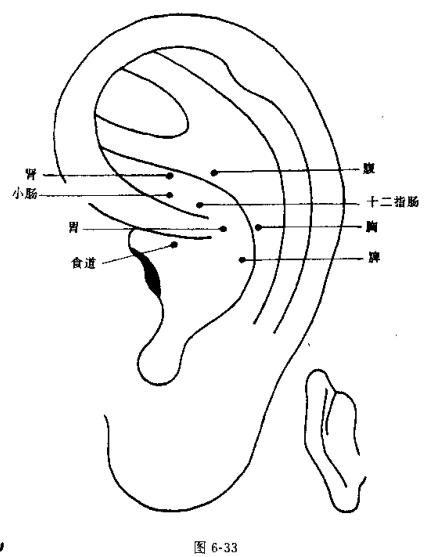 肾
腹
小肠
十二指肠
胃
胸
食道
脾
图 6-33